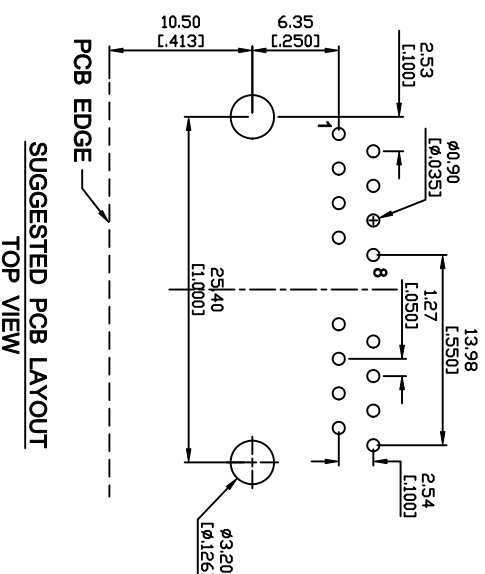 10.50
[.413]
6.35
[.250]
2.53
[.100]
PCB EDGE
1
ø0.90
[ø.035]
8
1.27
[.050]
13.98
[.550]
25.40
[1.000]
2.54
[.100]
ø3.20
[ø.126
SUGGESTED PCB LAYOUT
TOP VIEW